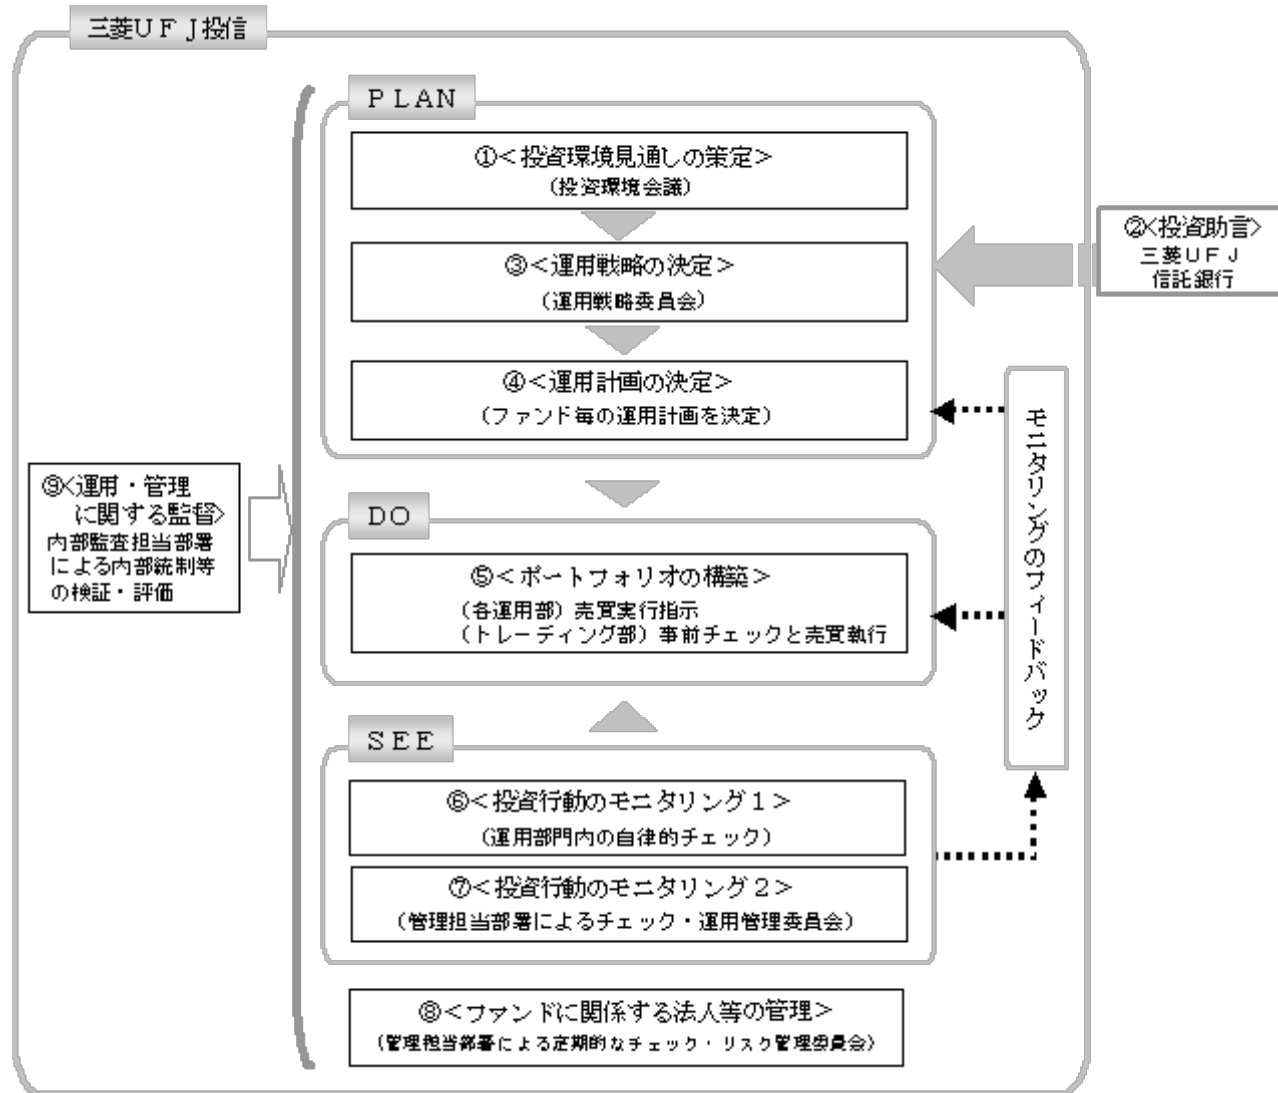 三菱ＵＦＪ投信
ＰＬＡＮ
①＜投資環境見通しの策定＞
（投資環境会議）
②＜投資助言＞
三菱ＵＦＪ
信託銀行
③＜運用戦略の決定＞
（運用戦略委員会）
④＜運用計画の決定＞
（ファンド毎の運用計画を決定）
モニタリングのフィードバック
⑨＜運用・管理
に関する監督＞
内部監査担当部署
による内部統制等
の検証・評価
ＤＯ
⑤＜ポートフォリオの構築＞
（各運用部）売買実行指示
（トレーディング部）事前チェックと売買執行
ＳＥＥ
⑥＜投資行動のモニタリング１＞
（運用部門内の自律的チェック）
⑦＜投資行動のモニタリング２＞
（管理担当部署によるチェック・運用管理委員会）
⑧＜ファンドに関係する法人等の管理＞
（管理担当部署による定期的なチェック・リスク管理委員会）